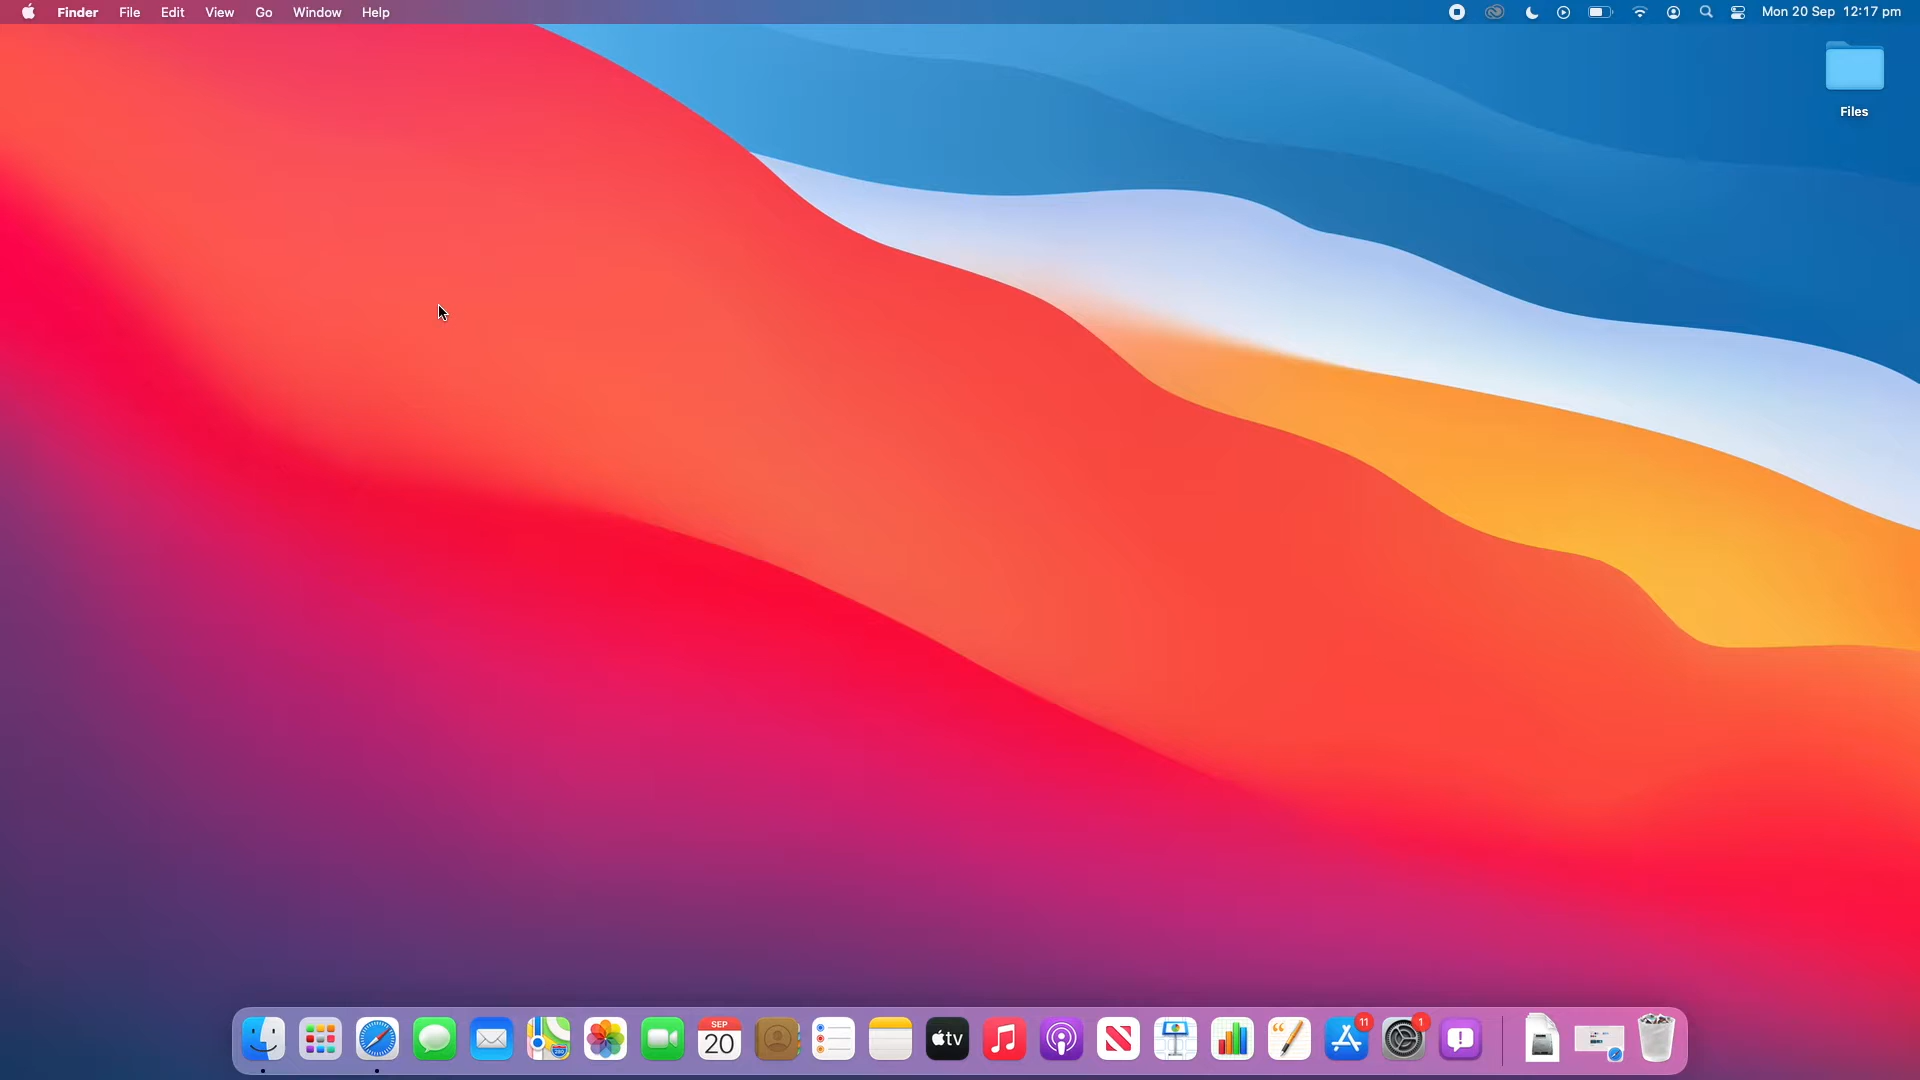 Finder File Edit View Go Window Help Mon 20 Sep 12:17 pm
Files
SEP
20
tv
11
1